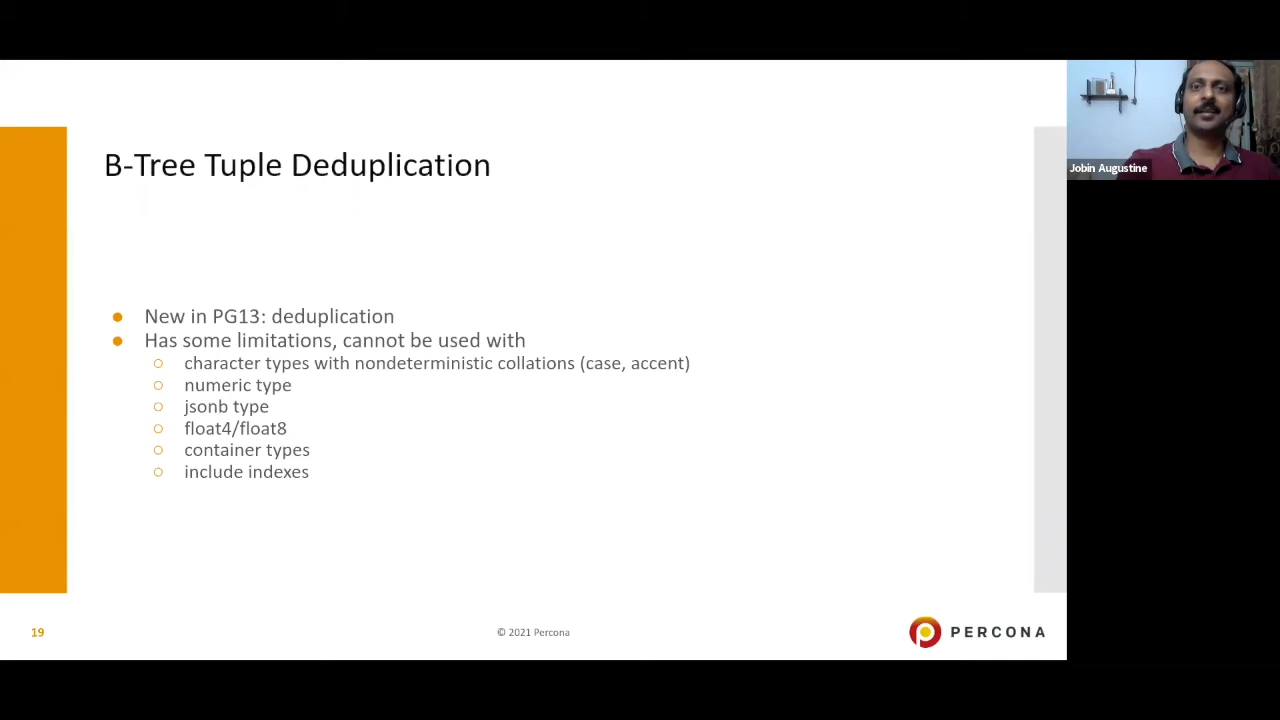 B-Tree Tuple Deduplication
New in PG13: deduplication
Has some limitations, cannot be used with
character types with nondeterministic collations (case, accent)
numeric type
jsonb type
float4/float8
container types
include indexes
19
© 2021 Percona
PERCONA
Jobin Augustine